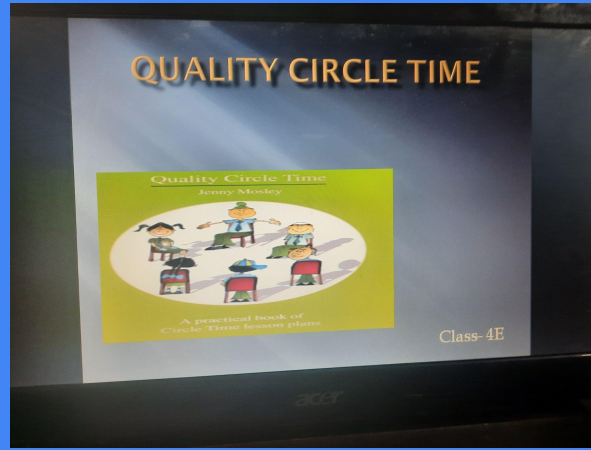 QUALITY CIRCLE TIME
Quality Circle Time
Jenny Mosley
A practical book of
Circle Time lesson plans
Class-4E
acer